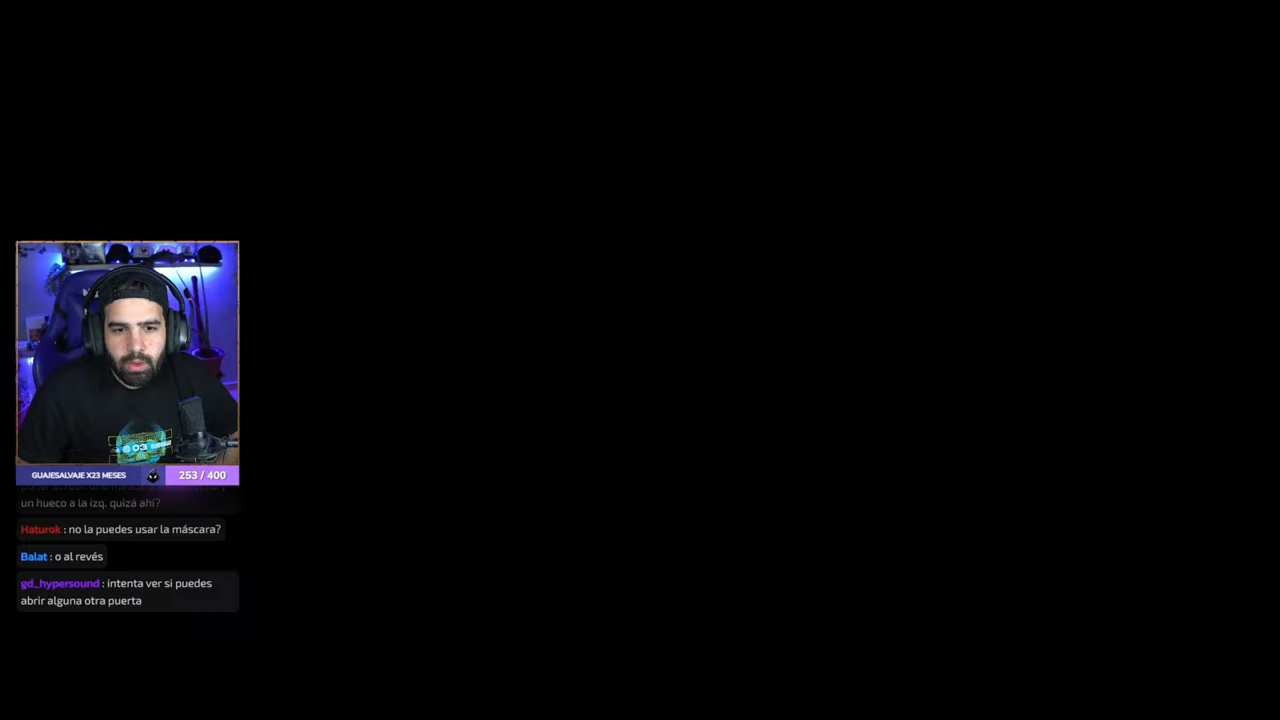 GUAJESALVAJE X23 MESES
253 / 400
un hueco a la izq, quizá ahí?
Haturok : no la puedes usar la máscara?
Balat : o al revés
gd_hypersound : intenta ver si puedes
abrir alguna otra puerta